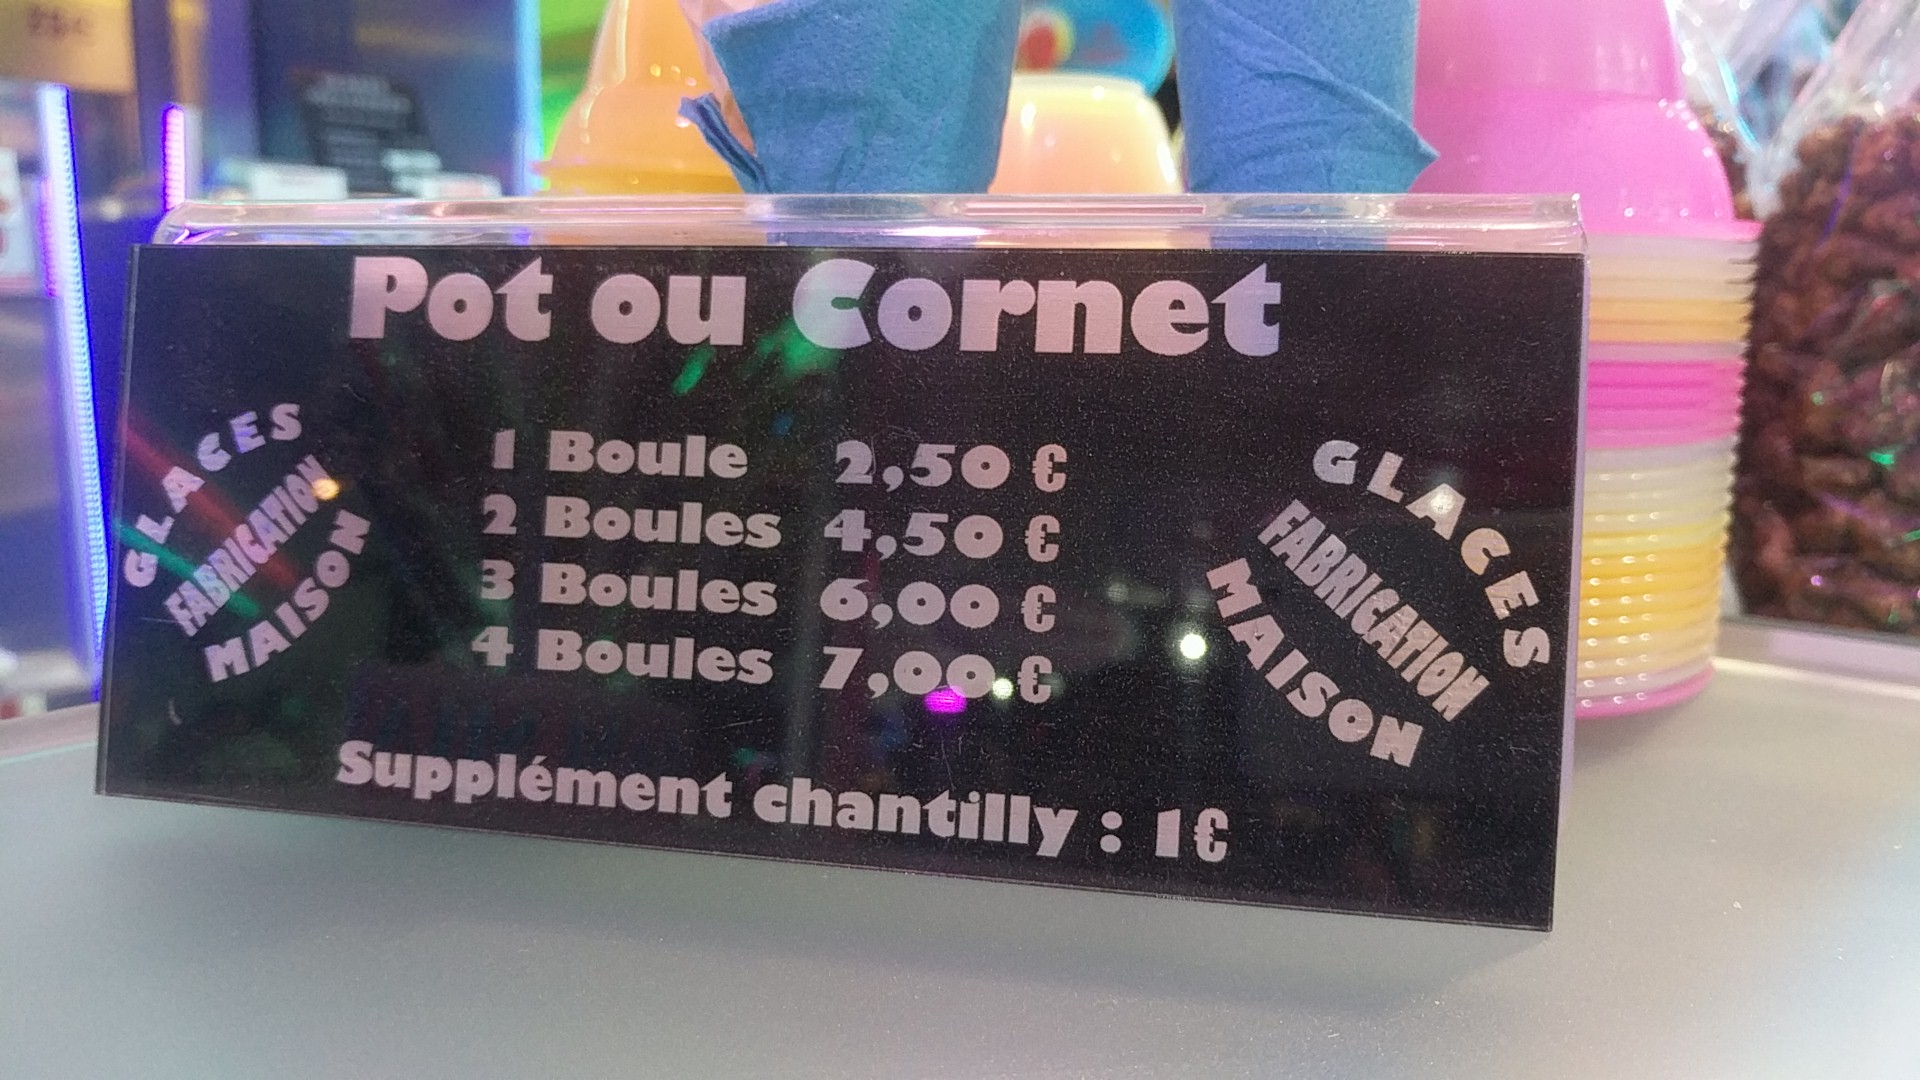 Pot ou Cornet
GLACES
FABRICATION
MAISON
1 Boule 2,50 €
2 Boules 4,50 €
3 Boules 6,00 €
4 Boules 7,00 €
GLACES
FABRICATION
MAISON
Supplément chantilly : 1€